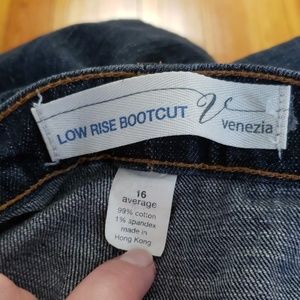 LOW RISE BOOTCUT
V
venezia
16
average
99% cotton
1% spandex
made in
Hong Kong